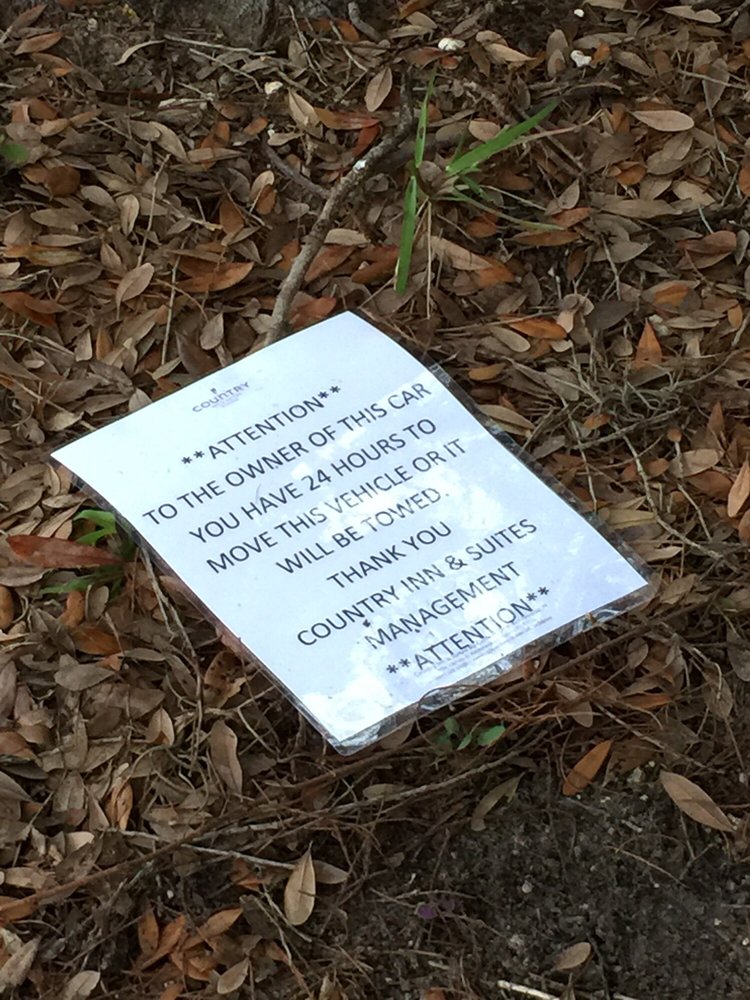 COUNTRY
**ATTENTION**
TO THE OWNER OF THIS CAR
YOU HAVE 24 HOURS TO
MOVE THIS VEHICLE OR IT
WILL BE TOWED.
THANK YOU
COUNTRY INN & SUITES
MANAGEMENT
**ATTENTION**